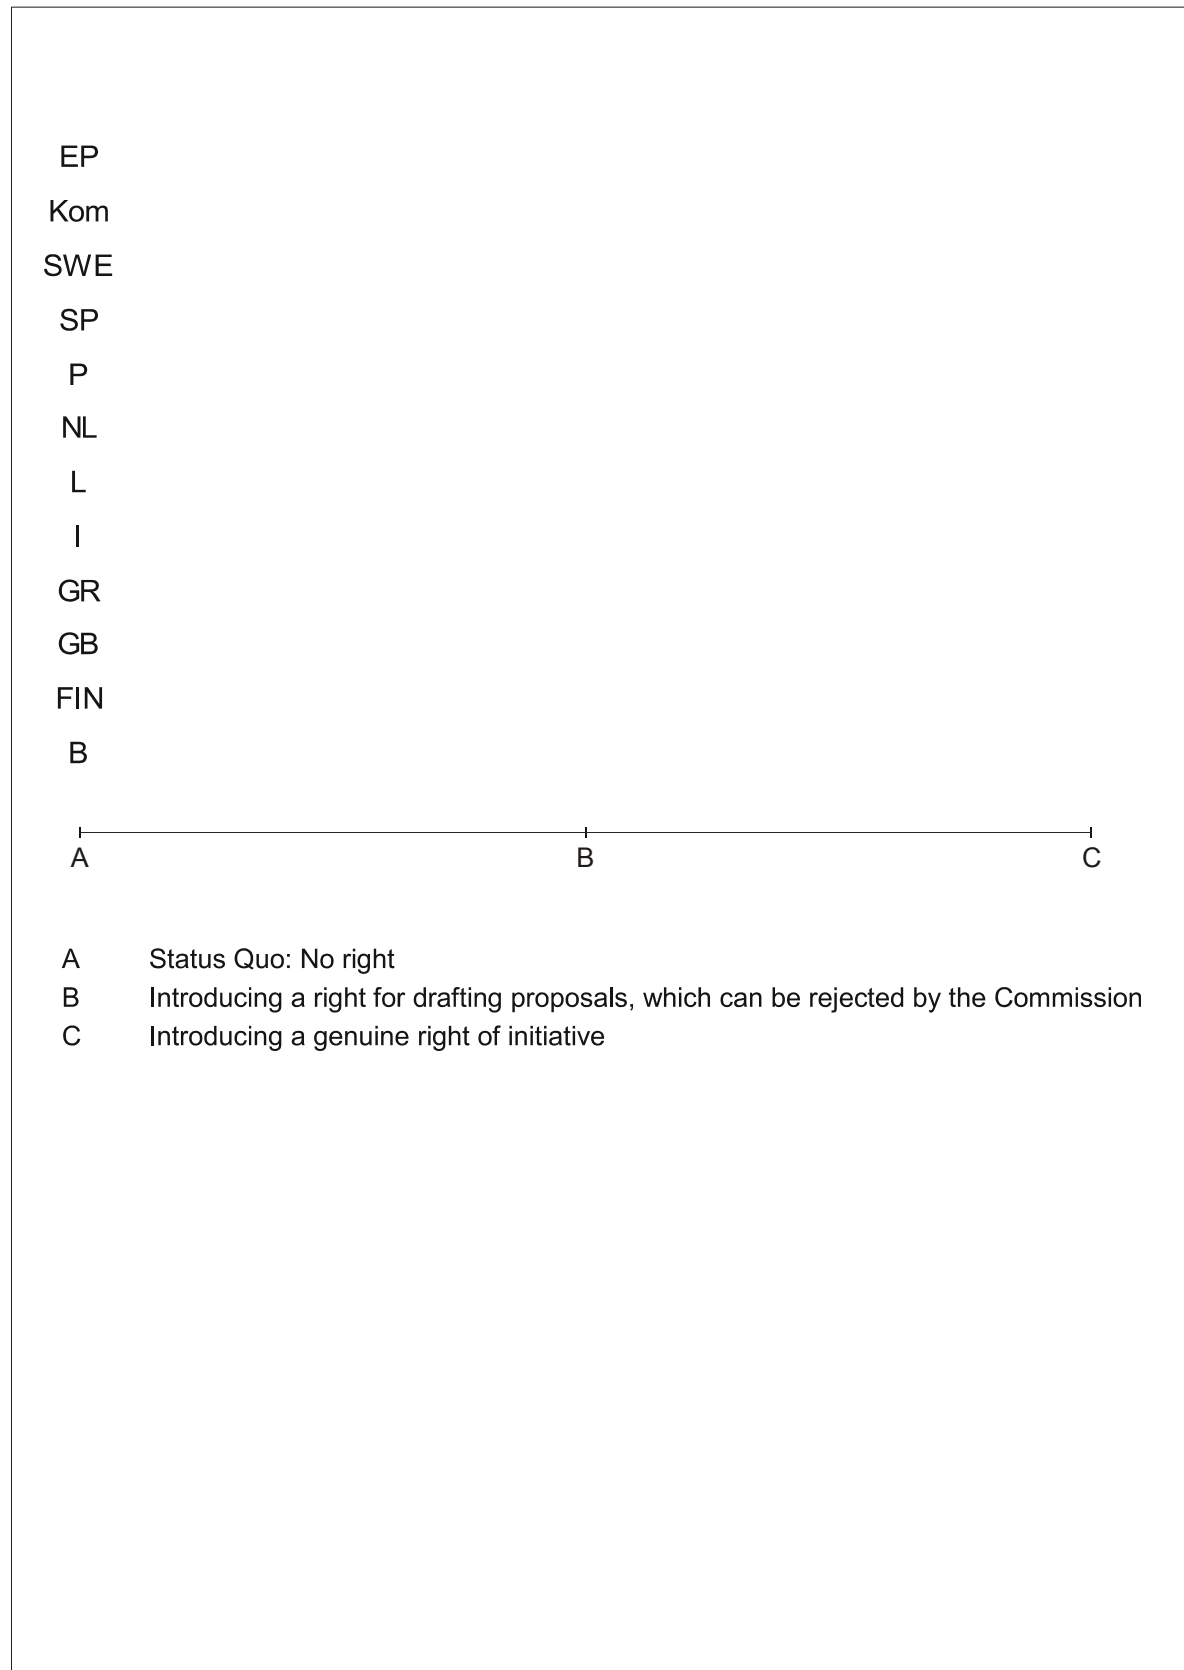 EP
Kom
SWE
SP
P
NL
L
I
GR
GB
FIN
B
A B C
A Status Quo: No right
B Introducing a right for drafting proposals, which can be rejected by the Commission
C Introducing a genuine right of initiative